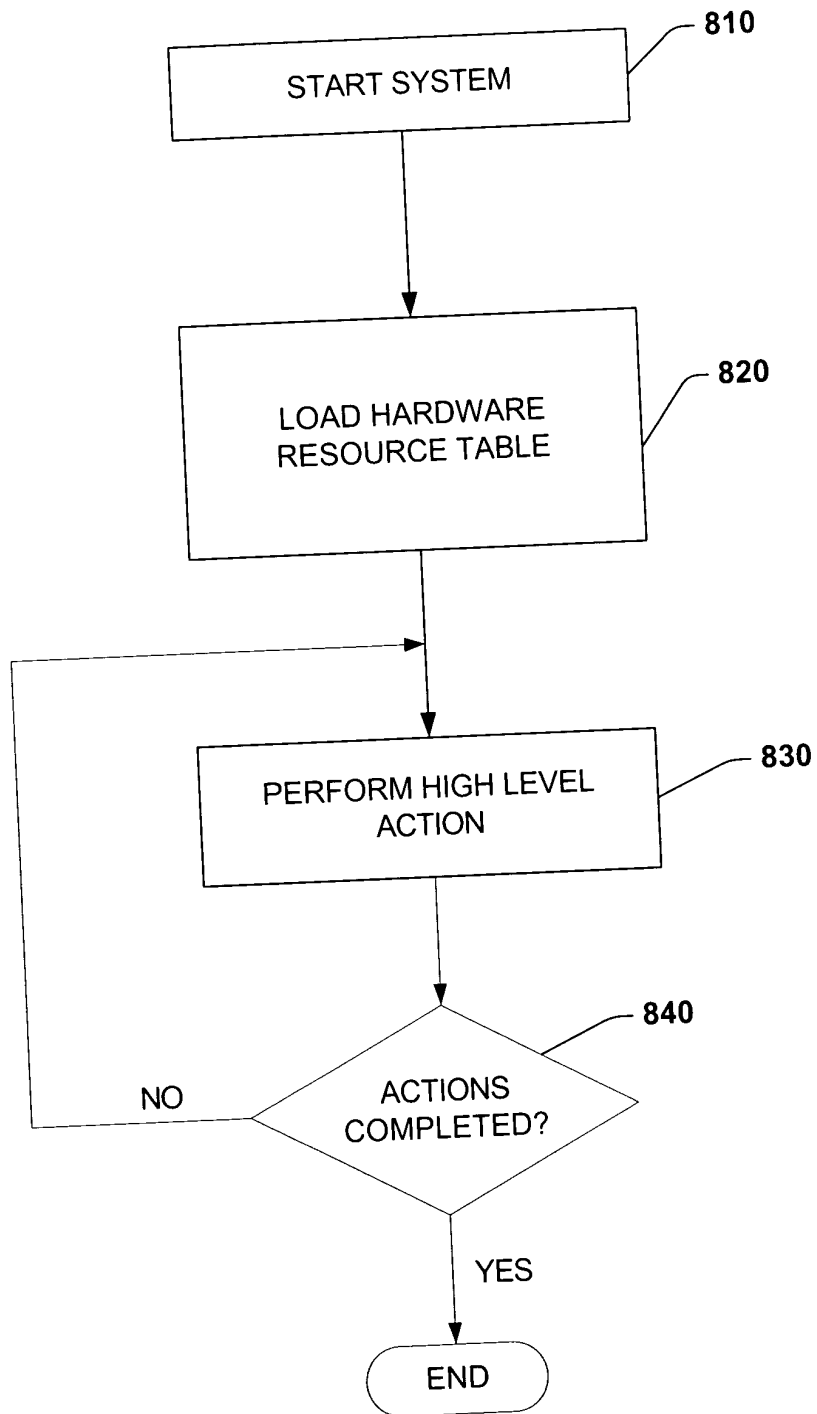 810
START SYSTEM
820
LOAD HARDWARE
RESOURCE TABLE
830
PERFORM HIGH LEVEL
ACTION
840
ACTIONS
COMPLETED?
NO
YES
END